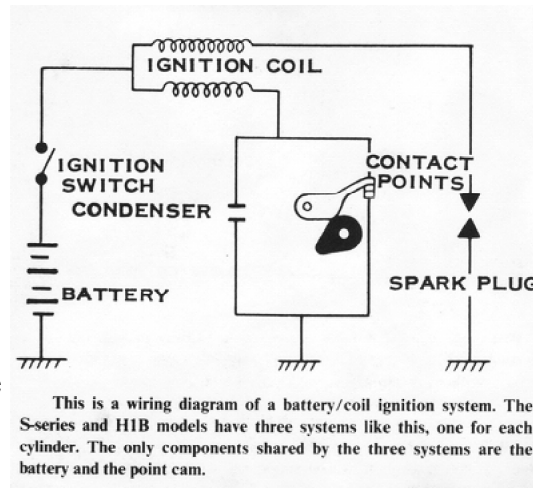 IGNITION COIL
IGNITION
SWITCH
CONTACT
POINTS
CONDENSER
SPARK PLUG
BATTERY
e
This is a wiring diagram of a battery/coil ignition system. The
S-series and H1B models have three systems like this, one for each
cylinder. The only components shared by the three systems are the
battery and the point cam.